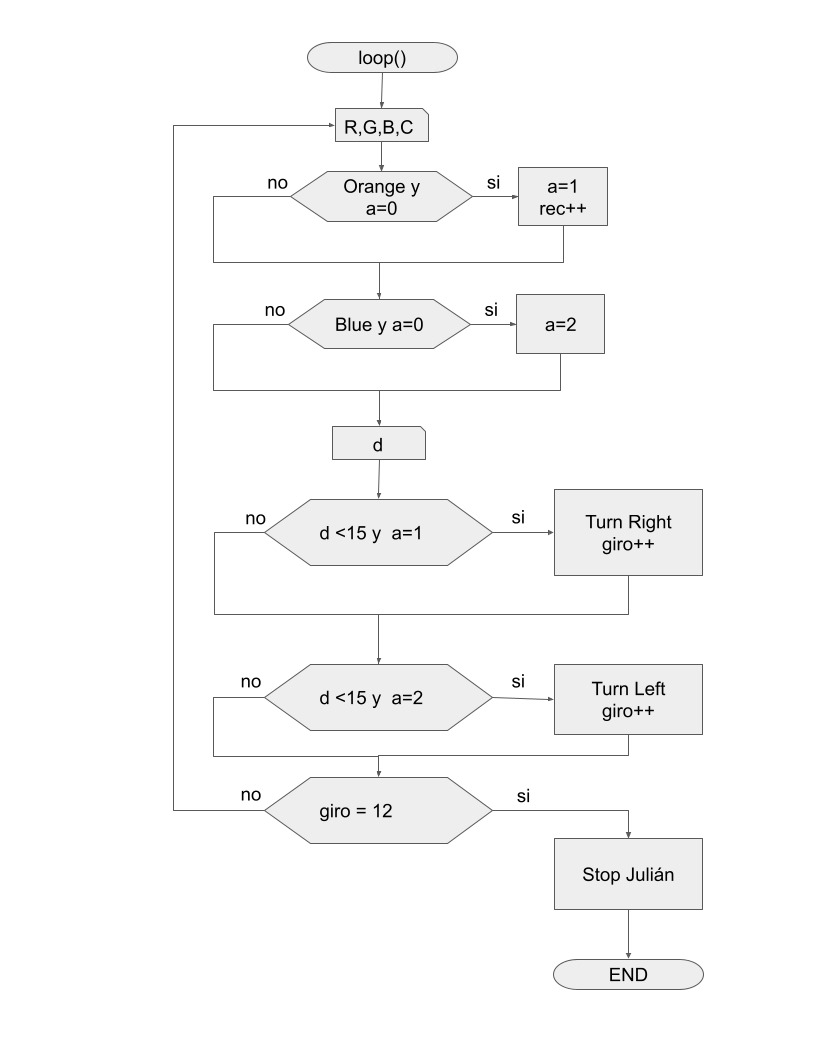 loop()
R,G,B,C
no
Orange y
a=0
si
a=1
rec++
no
Blue y a=0
si
a=2
d
no
d <15 y  a=1
si
Turn Right
giro++
no
d <15 y  a=2
si
Turn Left
giro++
no
giro = 12
si
Stop Julián
END